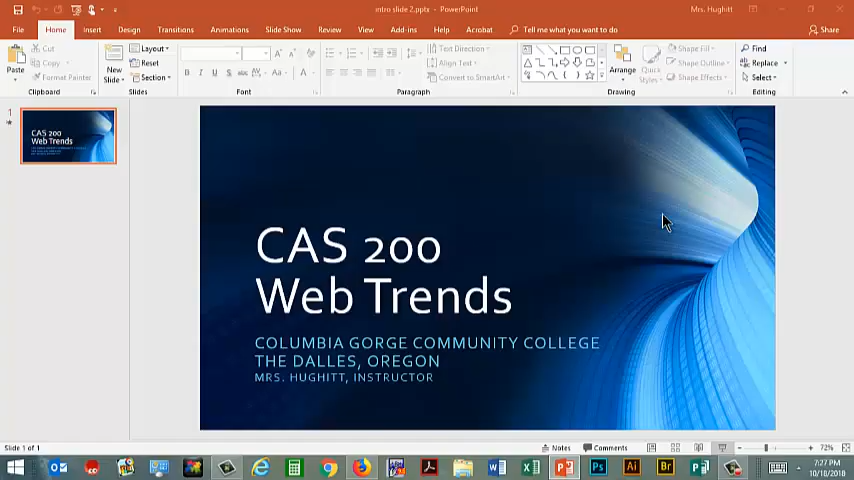 intro slide 2.pptx - PowerPoint
Mrs. Hughitt
File Home Insert Design Transitions Animations Slide Show Review View Add-ins Help Acrobat Tell me what you want to do Share
Paste
Cut
Copy
Format Painter
Clipboard
New Slide
Layout
Reset
Section
Slides
B I U S abc AV Aa A
Font
Text Direction
Align Text
Convert to SmartArt
Paragraph
Arrange
Quick Styles
Shape Fill
Shape Outline
Shape Effects
Drawing
Find
Replace
Select
Editing
1
CAS 200
Web Trends
CAS 200
Web Trends
COLUMBIA GORGE COMMUNITY COLLEGE
THE DALLES, OREGON
MRS. HUGHITT, INSTRUCTOR
Slide 1 of 1
Notes
Comments
72%
7:27 PM
10/18/2018